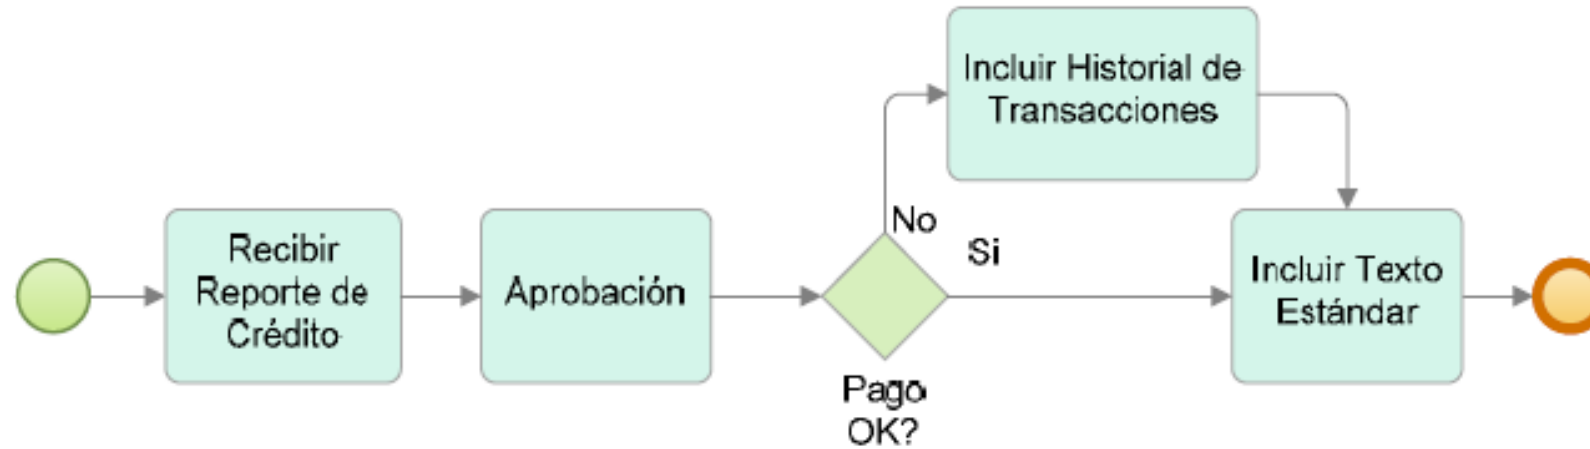 Incluir Historial de
Transacciones
No
Si
Recibir
Reporte de
Crédito
Aprobación
Incluir Texto
Estándar
Pago
OK?